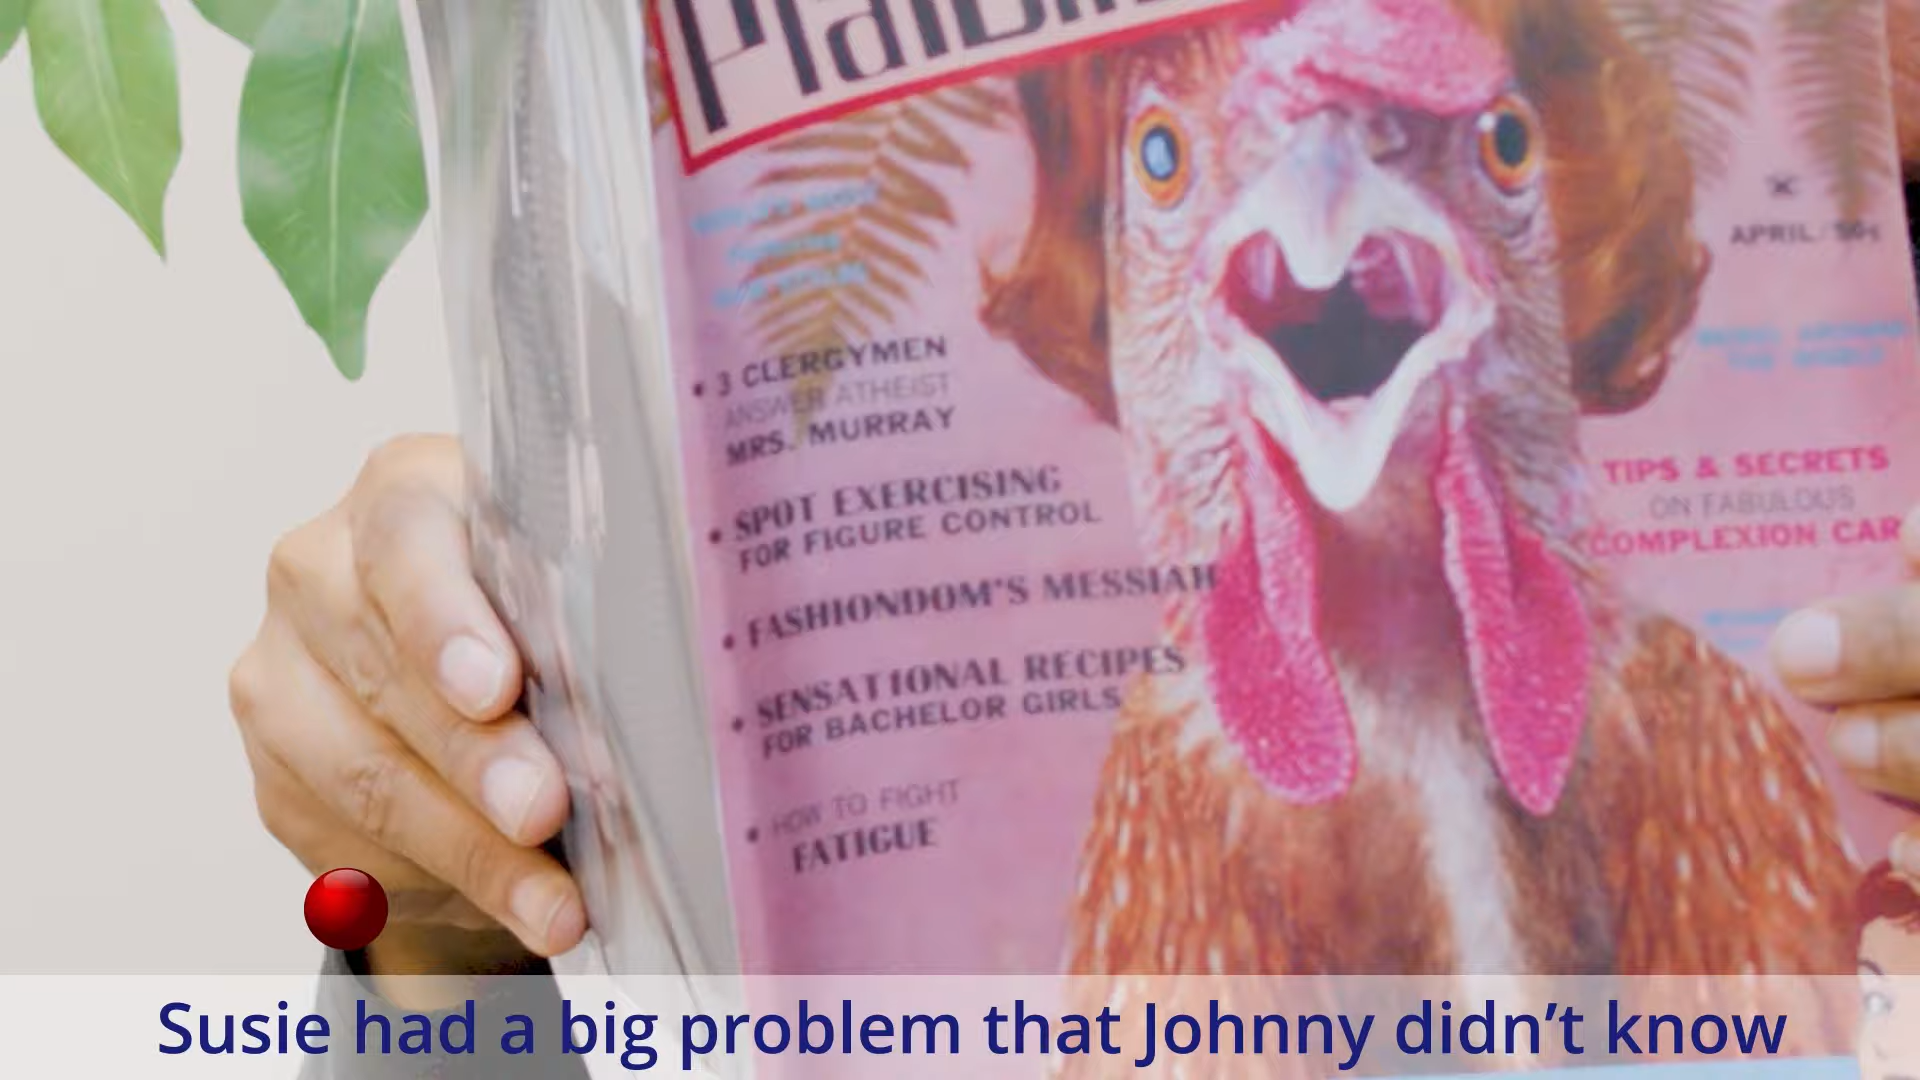 3 CLERGYMEN
ANSWER ATHEIST
MRS. MURRAY
SPOT EXERCISING
FOR FIGURE CONTROL
FASHIONDOM'S MESSIAH
SENSATIONAL RECIPES
FOR BACHELOR GIRLS
HOW TO FIGHT
FATIGUE
APRIL/50¢
TIPS & SECRETS
ON FABULOUS
COMPLEXION CAR
Susie had a big problem that Johnny didn’t know